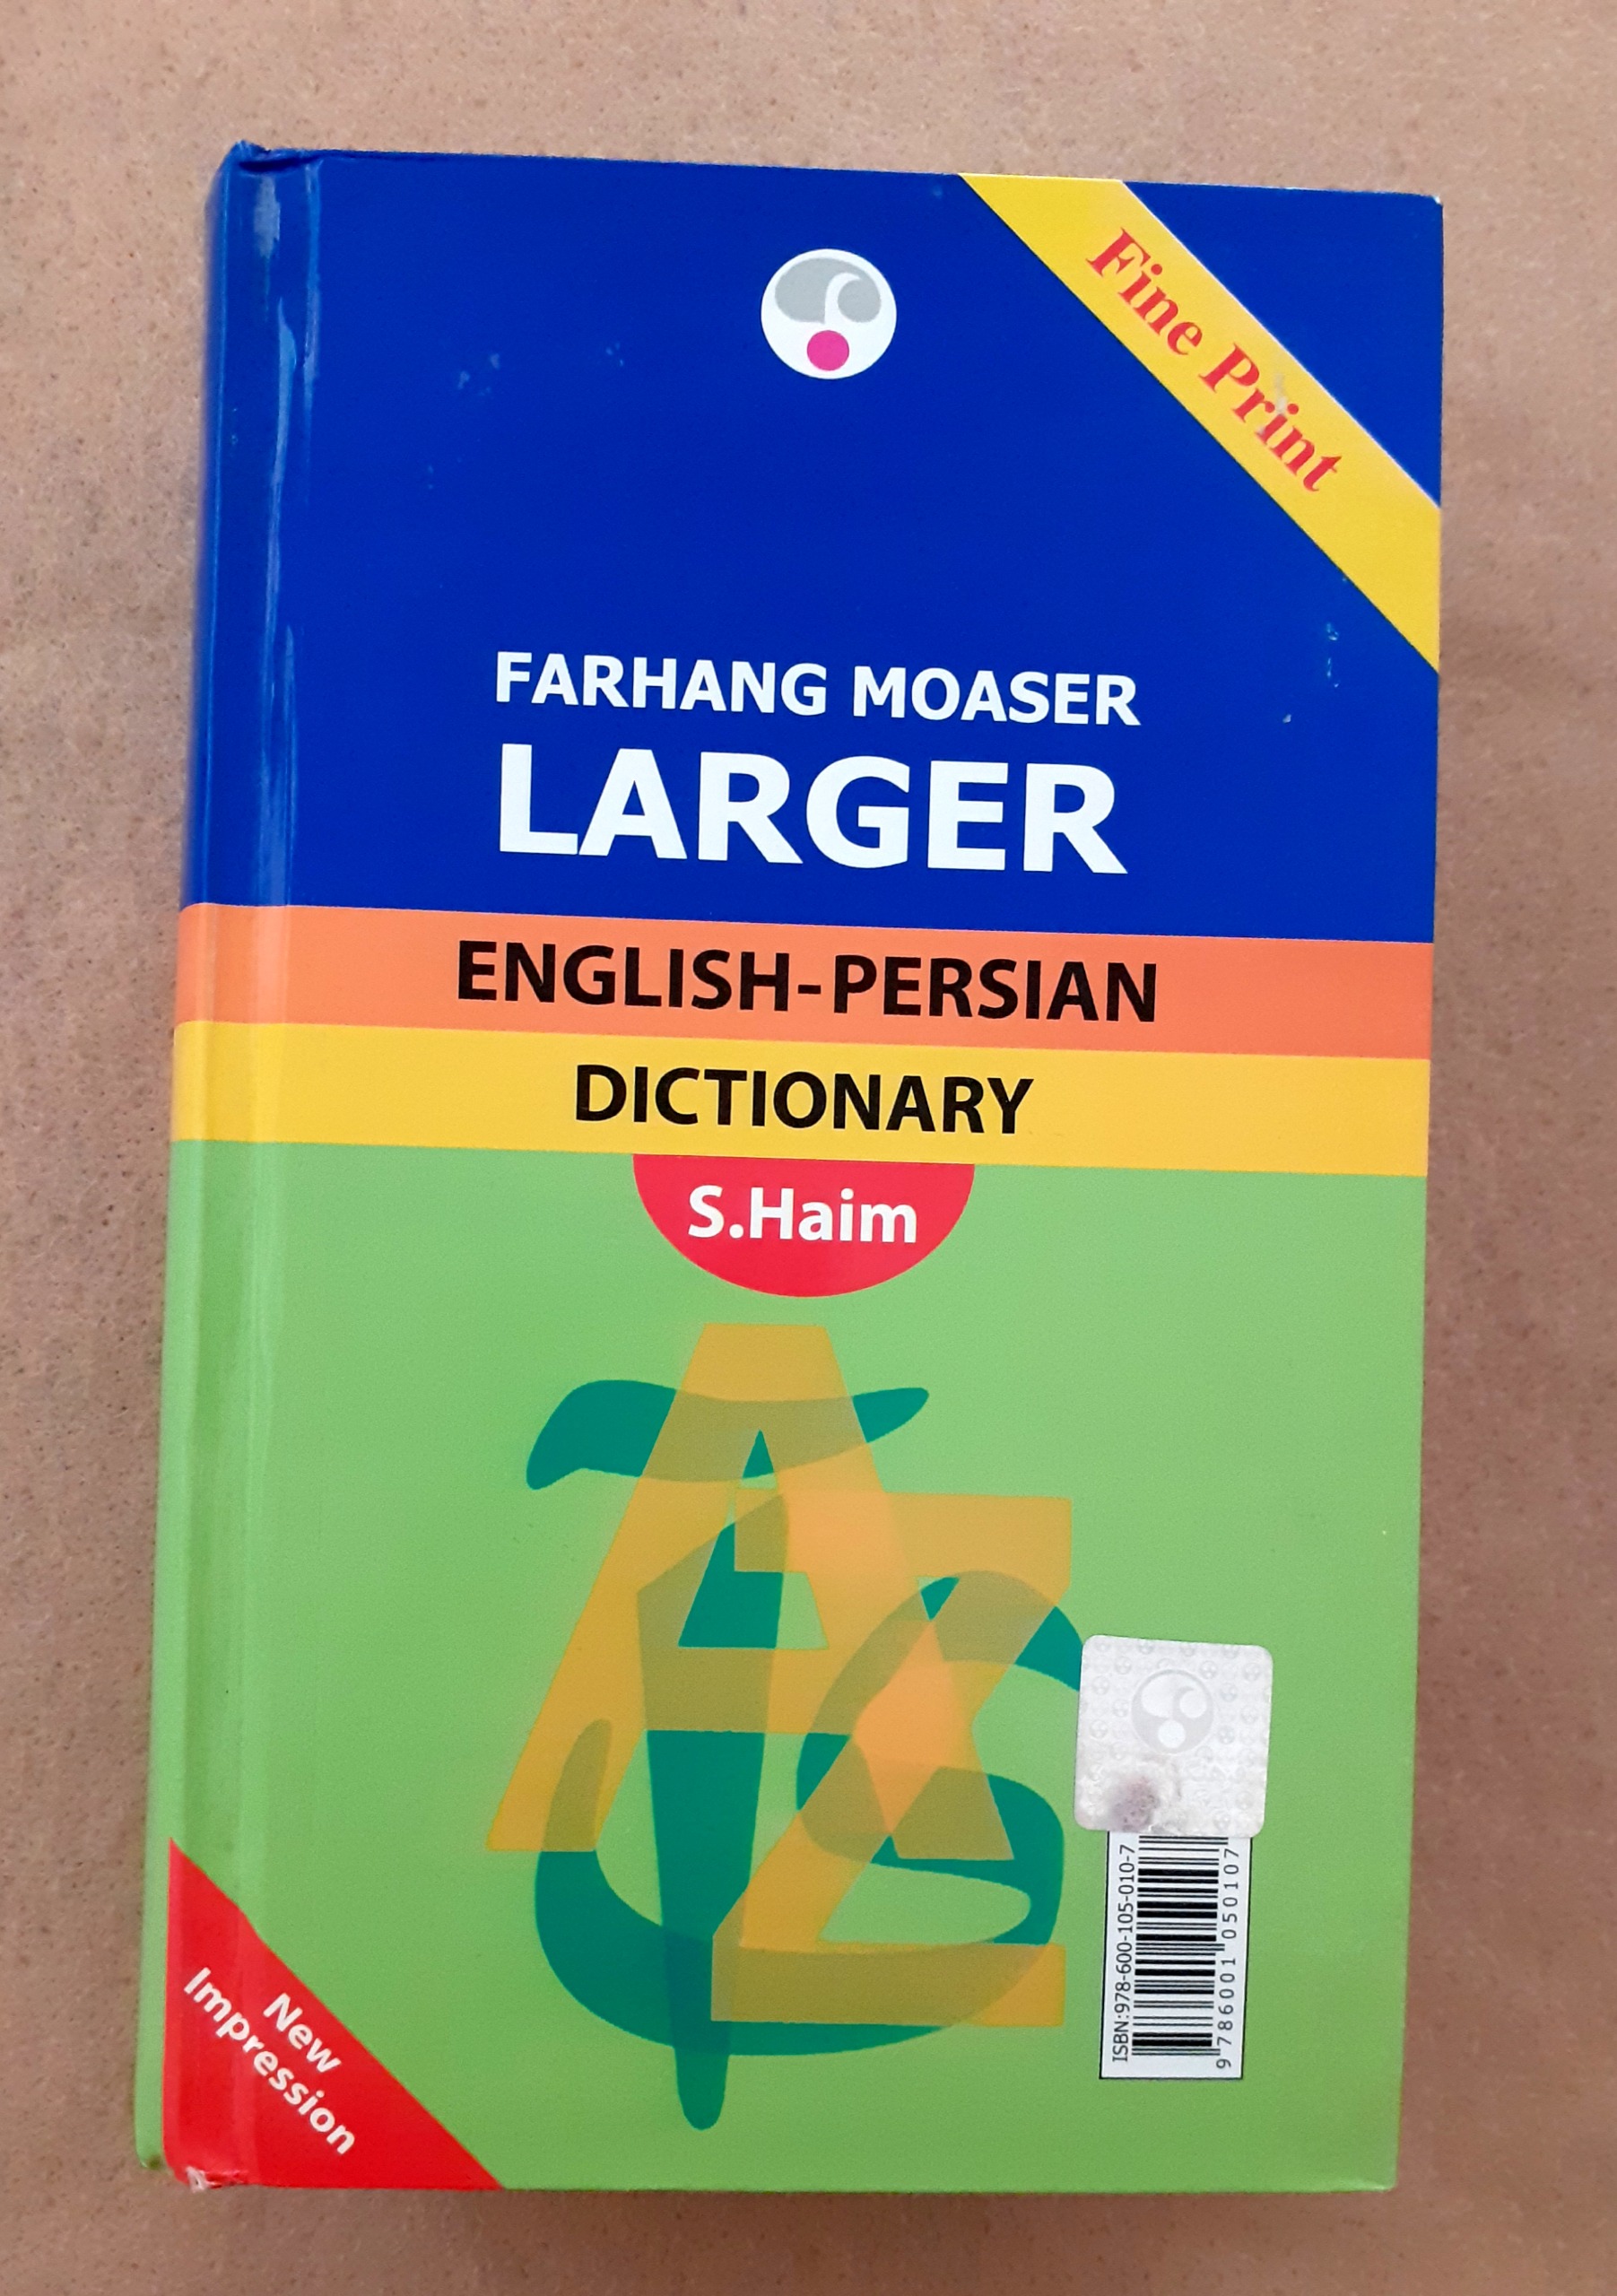 Fine Print
FARHANG MOASER
LARGER
ENGLISH-PERSIAN
DICTIONARY
S.Haim
A
Z
New
Impression
ISBN:978-600-105-010-7
9 786001 050107